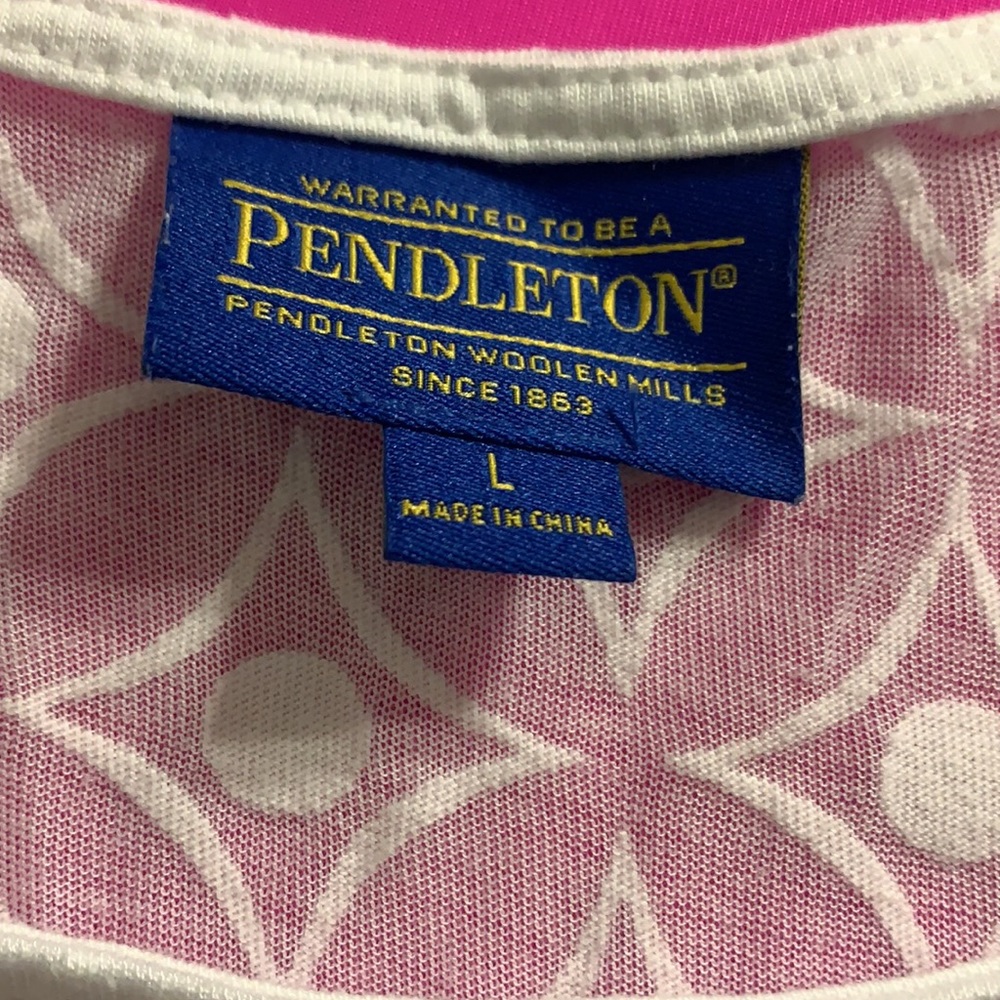 WARRANTED TO BE A
PENDLETON®
PENDLETON WOOLEN MILLS
SINCE 1863
L
MADE IN CHINA